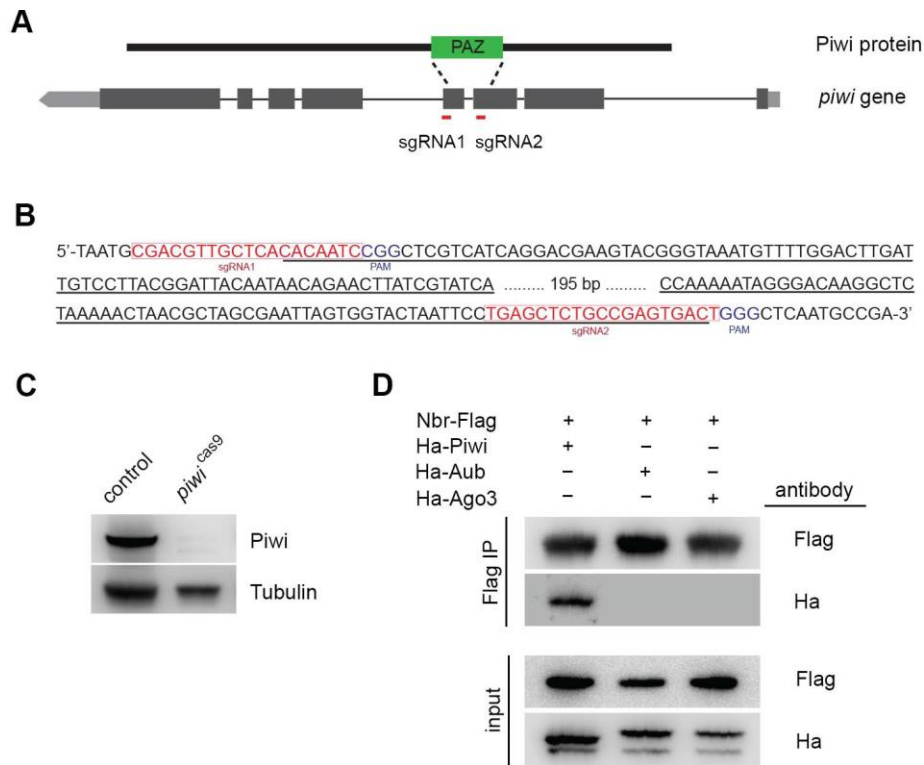 A
PAZ
Piwi protein
piwi gene
sgRNA1 sgRNA2
B
5'-TAATGCGACGTTGCTCACACAATCCGGCTCGTCATCAGGACGAAGTACGGGTAAATGTTTTGGACTTGAT
sgRNA1 PAM
TGTCCTTACGGATTACAATAACAGAACTTATCGTATCA ......... 195 bp ......... CCAAAAATAGGGACAAGGCTC
TAAAAACTAACGCTAGCGAATTAGTGGTACTAATTCCTGAGCTCTGCCGAGTGACTGGGCTCAATGCCGA-3'
sgRNA2 PAM
C
control piwi cas9
Piwi
Tubulin
D
Nbr-Flag + + +
Ha-Piwi + – –
Ha-Aub – + –
Ha-Ago3 – – +
antibody
Flag IP
Flag
Ha
input
Flag
Ha